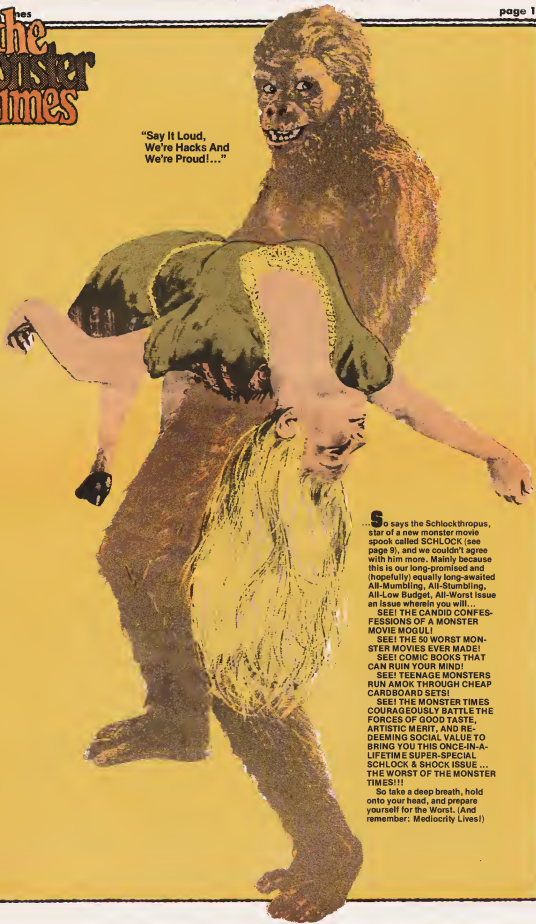 page 1
the
onster
times
"Say It Loud,
We're Hacks And
We're Proud!..."
...So says the Schlockthropus,
star of a new monster movie
spook called SCHLOCK (see
page 9), and we couldn't agree
with him more. Mainly because
this is our long-promised and
(hopefully) equally long-awaited
All-Mumbling, All-Stumbling,
All-Low Budget, All-Worst Issue
an issue wherein you will...
SEE! THE CANDID CONFES-
FESSIONS OF A MONSTER
MOVIE MOGUL!
SEE! THE 50 WORST MON-
STER MOVIES EVER MADE!
SEE! COMIC BOOKS THAT
CAN RUIN YOUR MIND!
SEE! TEENAGE MONSTERS
RUN AMOK THROUGH CHEAP
CARDBOARD SETS!
SEE! THE MONSTER TIMES
COURAGEOUSLY BATTLE THE
FORCES OF GOOD TASTE,
ARTISTIC MERIT, AND RE-
DEEMING SOCIAL VALUE TO
BRING YOU THIS ONCE-IN-A-
LIFETIME SUPER-SPECIAL
SCHLOCK & SHOCK ISSUE ...
THE WORST OF THE MONSTER
TIMES!!!
So take a deep breath, hold
onto your head, and prepare
yourself for the Worst. (And
remember: Mediocrity Lives!)